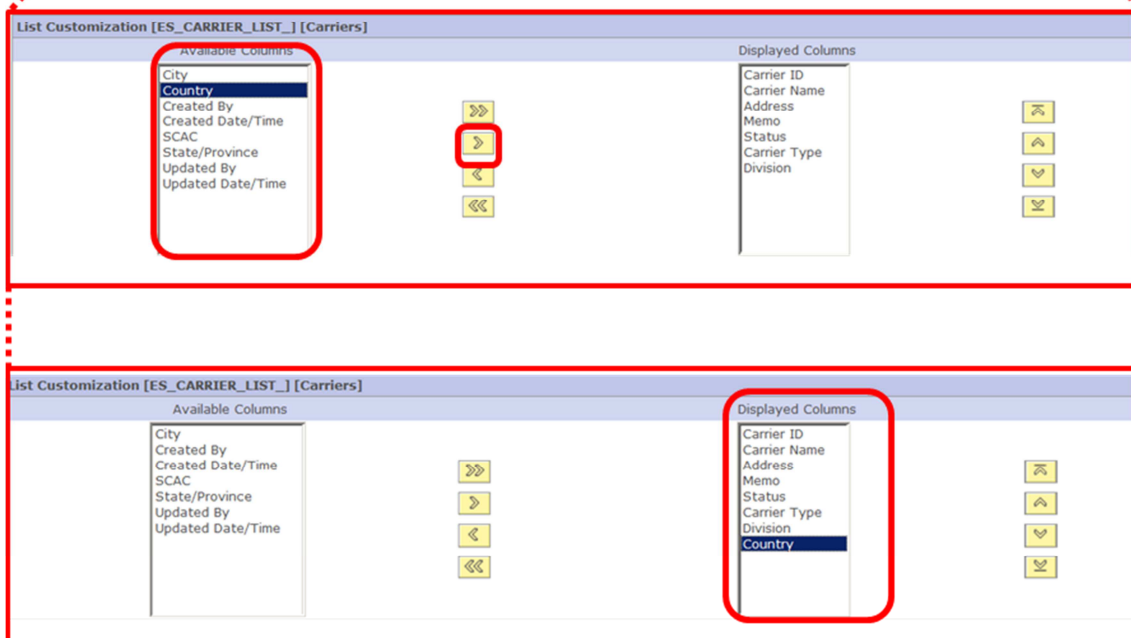 List Customization [ES_CARRIER_LIST_] [Carriers]
Available Columns
Displayed Columns
City
Country
Created By
Created Date/Time
SCAC
State/Province
Updated By
Updated Date/Time
Carrier ID
Carrier Name
Address
Memo
Status
Carrier Type
Division
List Customization [ES_CARRIER_LIST_] [Carriers]
Available Columns
Displayed Columns
City
Created By
Created Date/Time
SCAC
State/Province
Updated By
Updated Date/Time
Carrier ID
Carrier Name
Address
Memo
Status
Carrier Type
Division
Country